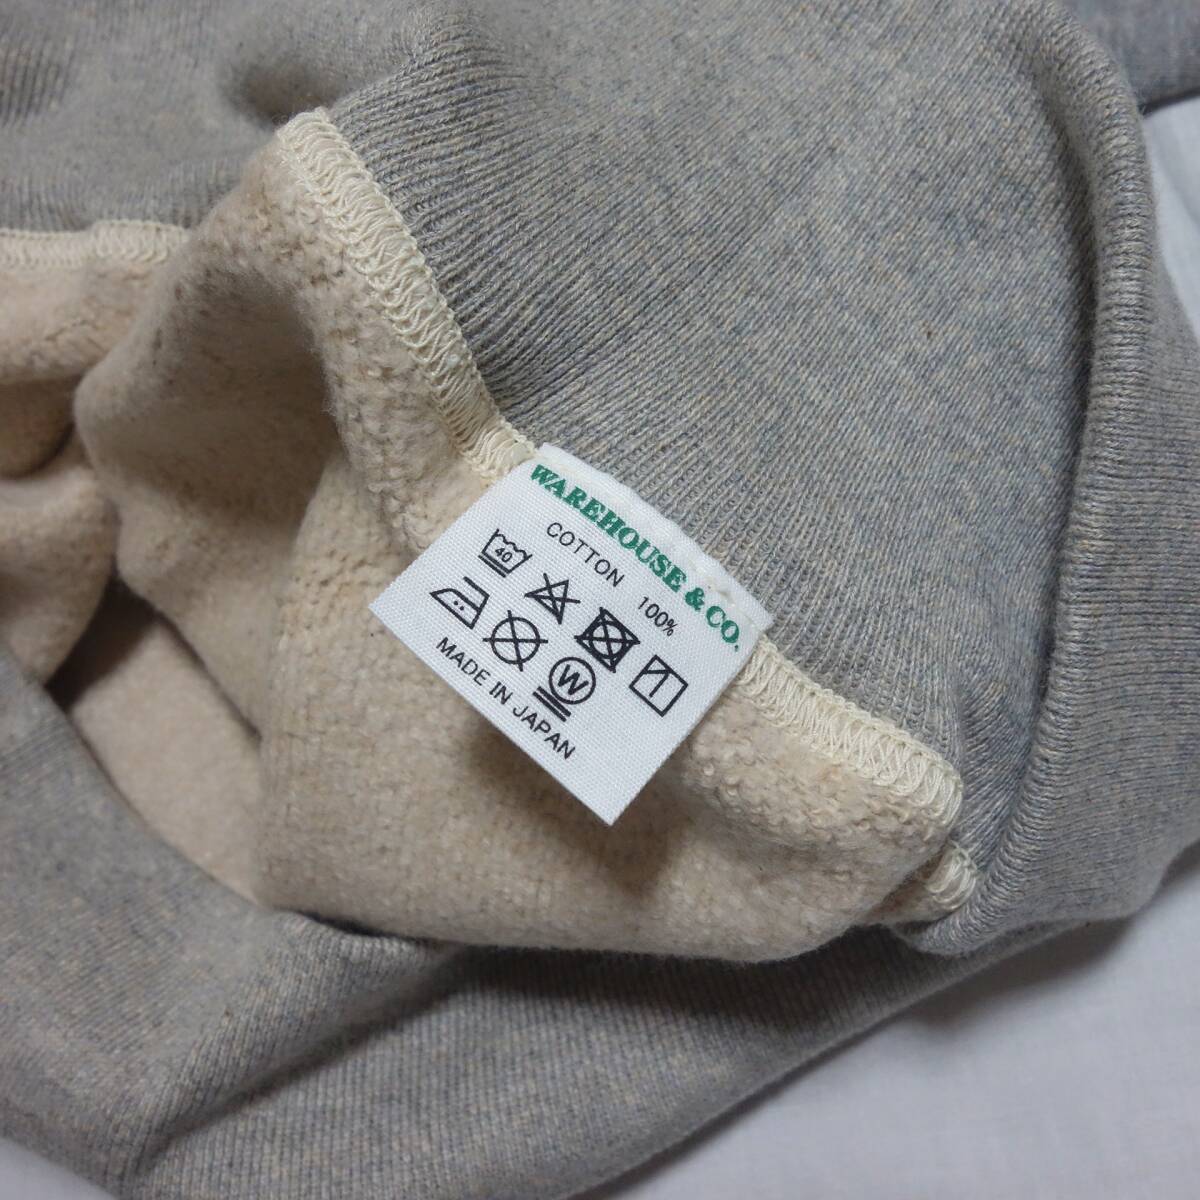 WAREHOUSE & CO.
COTTON 100%
40
W
MADE IN JAPAN